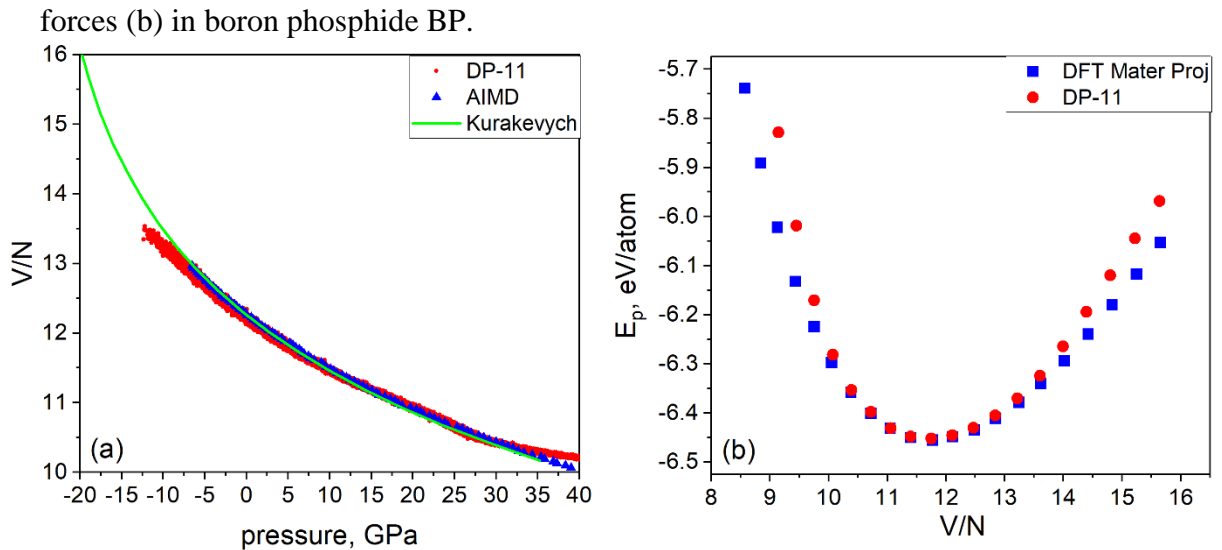 forces (b) in boron phosphide BP.
16
15
14
13
12
11
10
V/N
DP-11
AIMD
Kurakevych
(a)
-20 -15 -10 -5 0 5 10 15 20 25 30 35 40
pressure, GPa
-5.7
-5.8
-5.9
-6.0
-6.1
-6.2
-6.3
-6.4
-6.5
E_p, eV/atom
DFT Mater Proj
DP-11
(b)
8 9 10 11 12 13 14 15 16
V/N